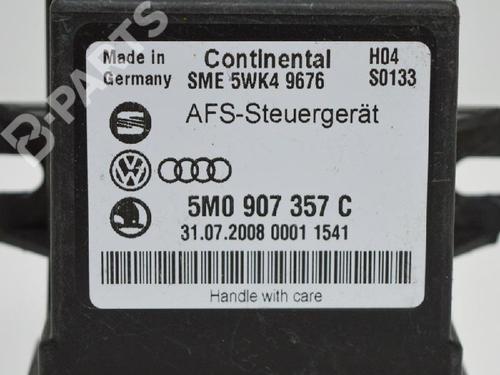 Made in Continental H04
Germany SME 5WK4 9676 S0133
AFS-Steuergerät
5M0 907 357 C
31.07.2008 0001 1541
Handle with care
B-PARTS